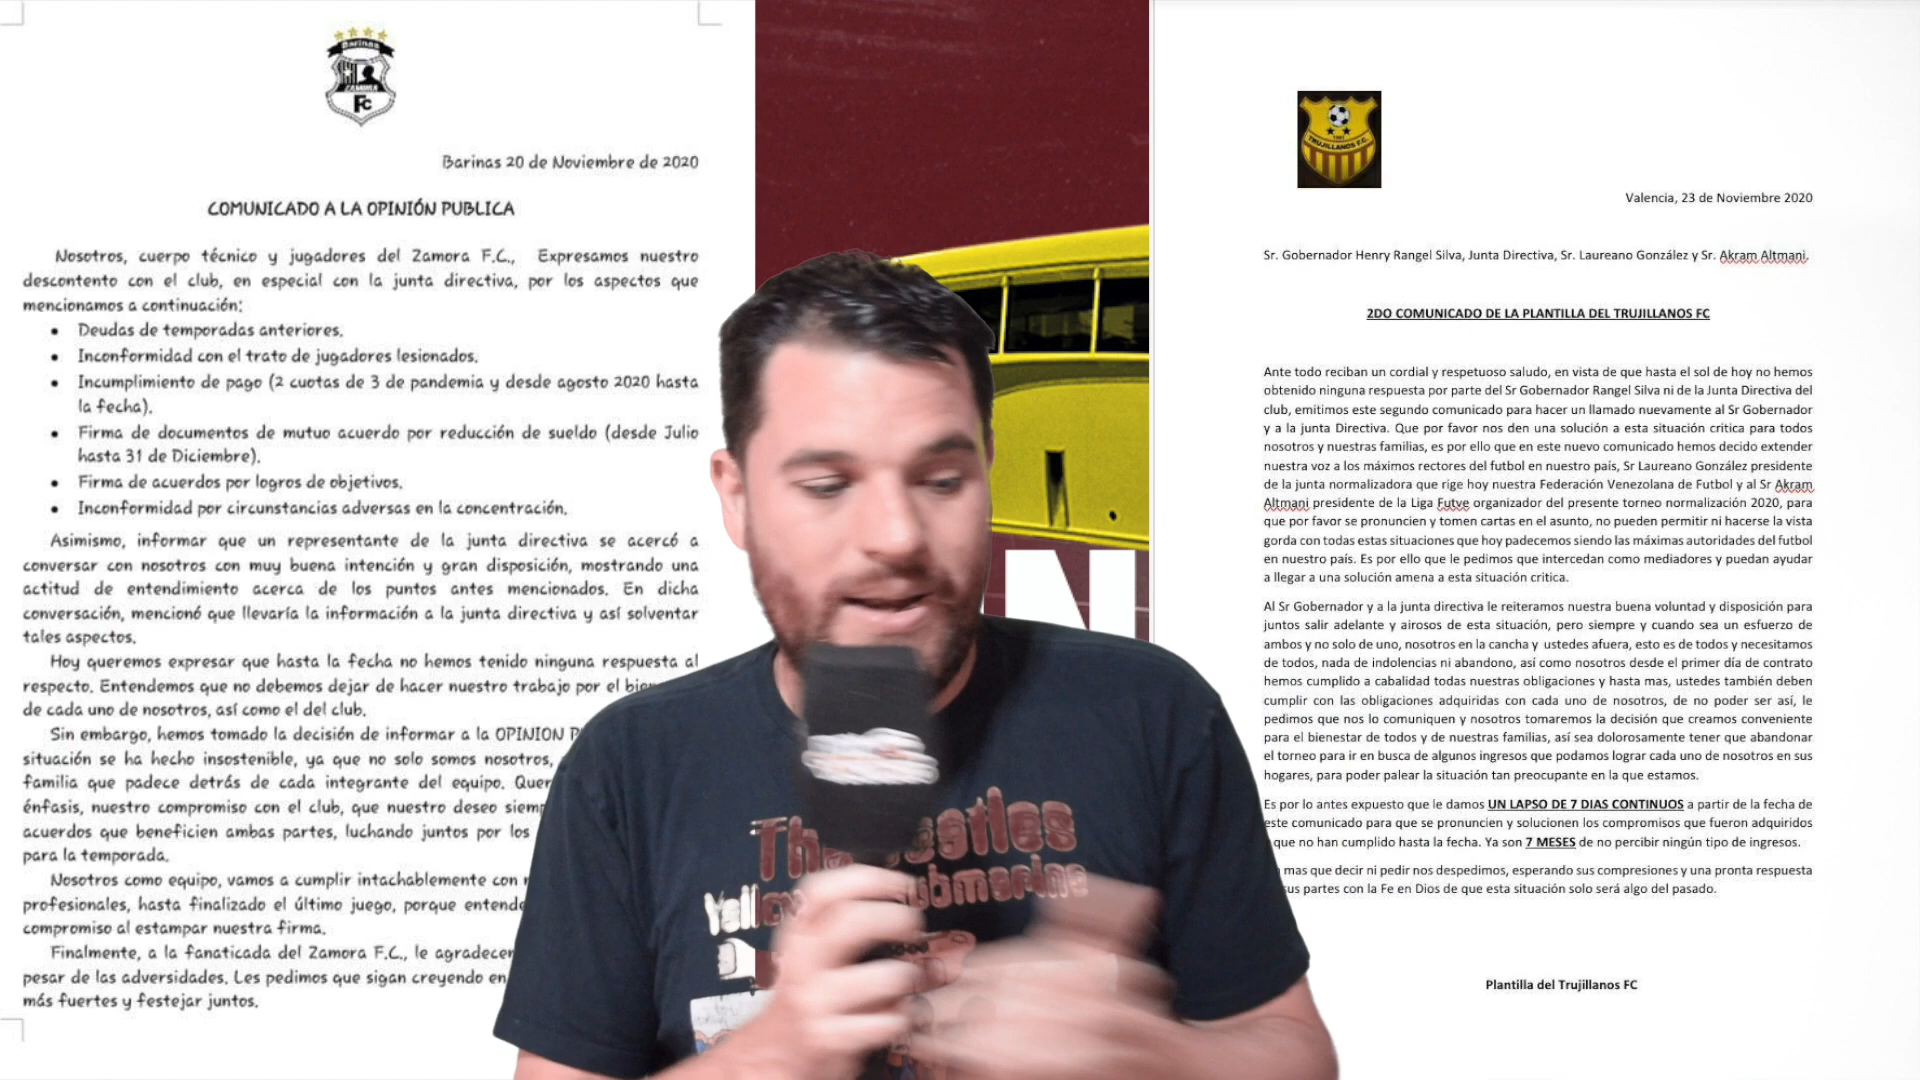 Barinas
ZAMORA
Fc
Barinas 20 de Noviembre de 2020
COMUNICADO A LA OPINIÓN PUBLICA
Nosotros, cuerpo técnico y jugadores del Zamora F.C., Expresamos nuestro
descontento con el club, en especial con la junta directiva, por los aspectos que
mencionamos a continuación:
• Deudas de temporadas anteriores.
• Inconformidad con el trato de jugadores lesionados.
• Incumplimiento de pago (2 cuotas de 3 de pandemia y desde agosto 2020 hasta
la fecha).
• Firma de documentos de mutuo acuerdo por reducción de sueldo (desde Julio
hasta 31 de Diciembre).
• Firma de acuerdos por logros de objetivos.
• Inconformidad por circunstancias adversas en la concentración.
Asimismo, informar que un representante de la junta directiva se acercó a
conversar con nosotros con muy buena intención y gran disposición, mostrando una
actitud de entendimiento acerca de los puntos antes mencionados. En dicha
conversación, mencionó que llevaría la información a la junta directiva y así solventar
tales aspectos.
Hoy queremos expresar que hasta la fecha no hemos tenido ninguna respuesta al
respecto. Entendemos que no debemos dejar de hacer nuestro trabajo por el
de cada uno de nosotros, así como el del club.
Sin embargo, hemos tomado la decisión de informar a la OPINION
situación se ha hecho insostenible, ya que no solo somos nosotros,
familia que padece detrás de cada integrante del equipo.
énfasis, nuestro compromiso con el club, que nuestro deseo
acuerdos que beneficien ambas partes, luchando juntos por los
para la temporada.
Nosotros como equipo, vamos a cumplir intachablemente con
profesionales, hasta finalizado el último juego, porque
compromiso al estampar nuestra firma.
Finalmente, a la fanaticada del Zamora F.C., le
pesar de las adversidades. Les pedimos que sigan creyendo en
más fuertes y festejar juntos.
N
The Beatles
Yellow Submarine
TRUJILLANOS F.C.
Valencia, 23 de Noviembre 2020
Sr. Gobernador Henry Rangel Silva, Junta Directiva, Sr. Laureano González y Sr. Akram Altmani.
2DO COMUNICADO DE LA PLANTILLA DEL TRUJILLANOS FC
Ante todo reciban un cordial y respetuoso saludo, en vista de que hasta el sol de hoy no hemos
obtenido ninguna respuesta por parte del Sr Gobernador Rangel Silva ni de la Junta Directiva del
club, emitimos este segundo comunicado para hacer un llamado nuevamente al Sr Gobernador
y a la junta Directiva. Que por favor nos den una solución a esta situación critica para todos
nosotros y nuestras familias, es por ello que en este nuevo comunicado hemos decido extender
nuestra voz a los máximos rectores del futbol en nuestro país, Sr Laureano González presidente
de la junta normalizadora que rige hoy nuestra Federación Venezolana de Futbol y al Sr Akram
Altmani presidente de la Liga Futve organizador del presente torneo normalización 2020, para
que por favor se pronuncien y tomen cartas en el asunto, no pueden permitir ni hacerse la vista
gorda con todas estas situaciones que hoy padecemos siendo las máximas autoridades del futbol
en nuestro país. Es por ello que le pedimos que intercedan como mediadores y puedan ayudar
a llegar a una solución amena a esta situación critica.
Al Sr Gobernador y a la junta directiva le reiteramos nuestra buena voluntad y disposición para
juntos salir adelante y airosos de esta situación, pero siempre y cuando sea un esfuerzo de
ambos y no solo de uno, nosotros en la cancha y ustedes afuera, esto es de todos y necesitamos
de todos, nada de indolencias ni abandono, así como nosotros desde el primer día de contrato
hemos cumplido a cabalidad todas nuestras obligaciones y hasta mas, ustedes también deben
cumplir con las obligaciones adquiridas con cada uno de nosotros, de no poder ser así, le
pedimos que nos lo comuniquen y nosotros tomaremos la decisión que creamos conveniente
para el bienestar de todos y de nuestras familias, así sea dolorosamente tener que abandonar
el torneo para ir en busca de algunos ingresos que podamos lograr cada uno de nosotros en sus
hogares, para poder palear la situación tan preocupante en la que estamos.
Es por lo antes expuesto que le damos UN LAPSO DE 7 DIAS CONTINUOS a partir de la fecha de
este comunicado para que se pronuncien y solucionen los compromisos que fueron adquiridos
que no han cumplido hasta la fecha. Ya son 7 MESES de no percibir ningún tipo de ingresos.
mas que decir ni pedir nos despedimos, esperando sus compresiones y una pronta respuesta
sus partes con la Fe en Dios de que esta situación solo será algo del pasado.
Plantilla del Trujillanos FC